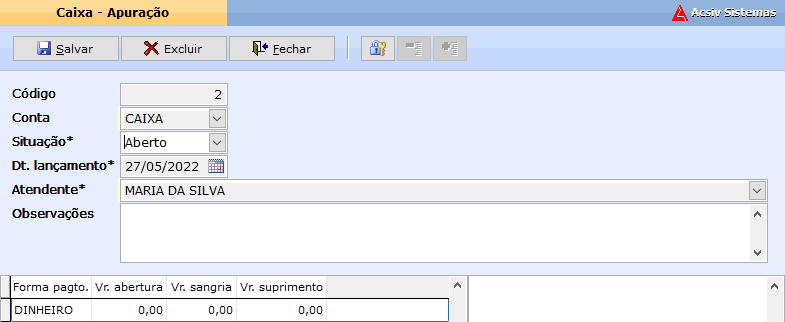 Caixa - Apuração
Acsiv Sistemas
Salvar Excluir Fechar
Código 2
Conta CAIXA
Situação* Aberto
Dt. lançamento* 27/05/2022
Atendente* MARIA DA SILVA
Observações
Forma pagto. Vr. abertura Vr. sangria Vr. suprimento
DINHEIRO 0,00 0,00 0,00